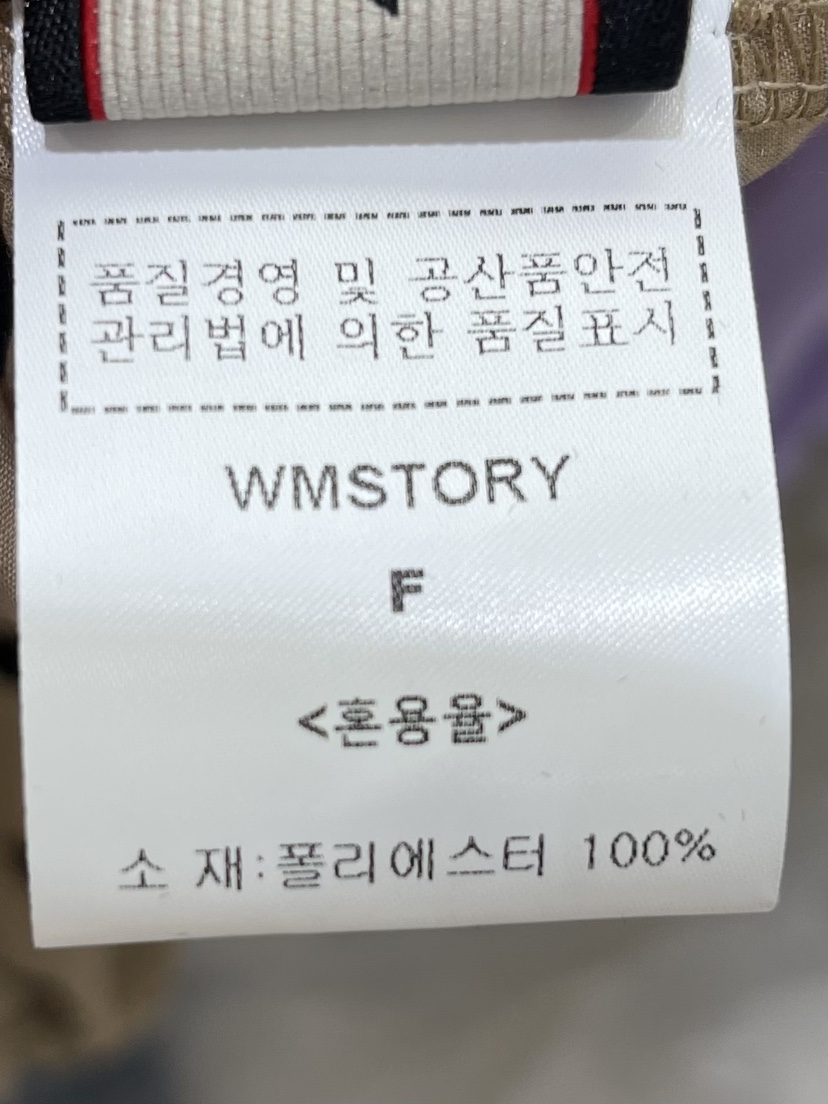 품질경영 및 공산품안전
관리법에 의한 품질표시
WMSTORY
F
<혼용율>
소 재:폴리에스터 100%